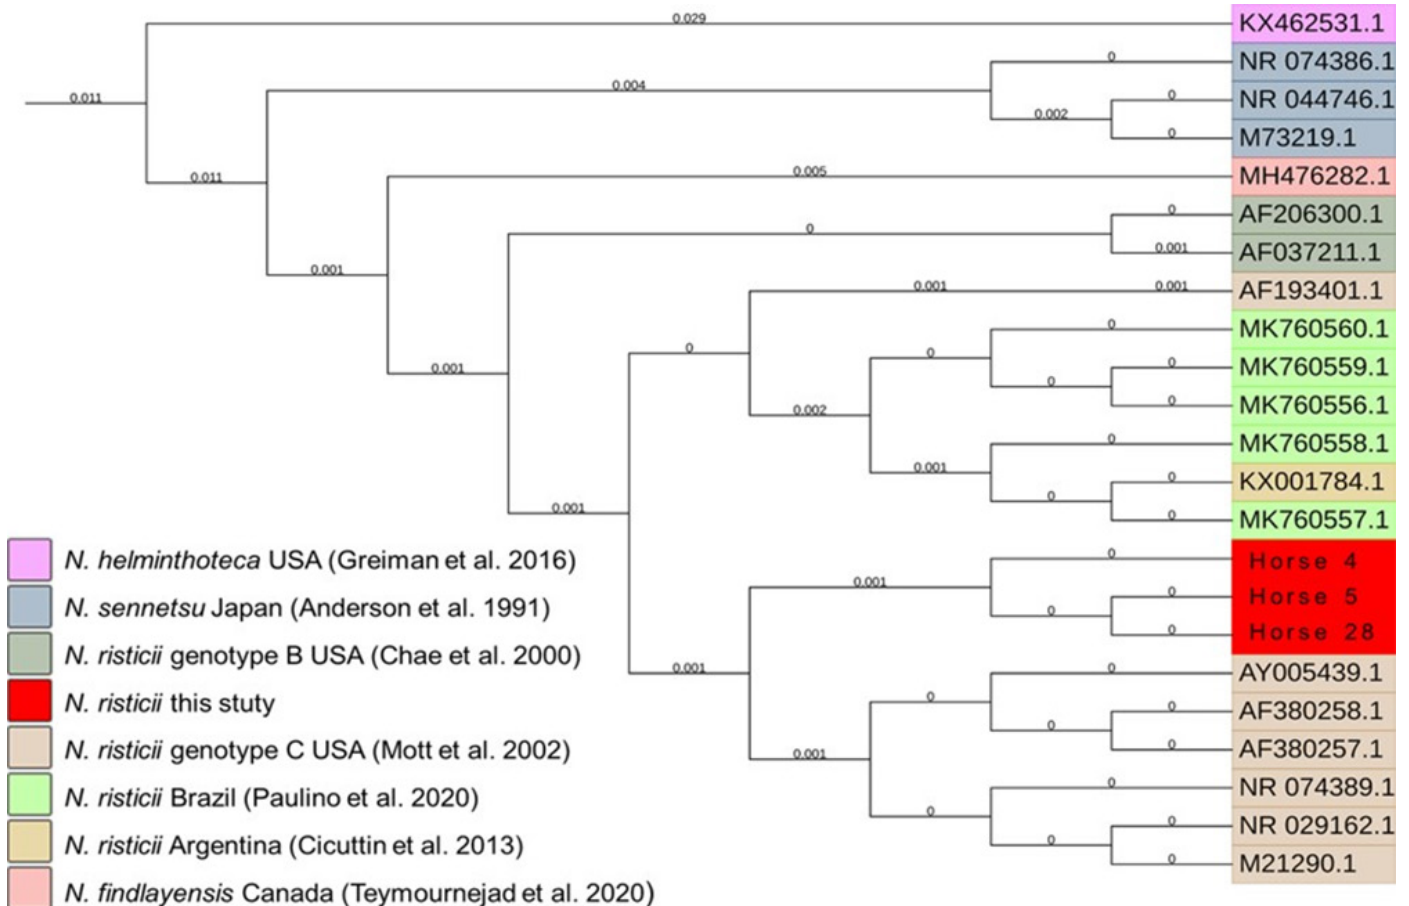 0.029
KX462531.1
0
NR 074386.1
0.004
0
NR 044746.1
0.011
0.002
0
M73219.1
0.005
MH476282.1
0.011
0
AF206300.1
0
0.001
AF037211.1
0.001
0.001
0.001
AF193401.1
0
MK760560.1
0
0
0
MK760559.1
0.001
0
0
MK760556.1
0.002
0
MK760558.1
0.001
0
KX001784.1
0
0.001
0
MK760557.1
0
Horse 4
0.001
0
Horse 5
0
0
Horse 28
0.001
0
AY005439.1
0
0
AF380258.1
0
0
AF380257.1
0.001
0
NR 074389.1
0
0
NR 029162.1
0
0
M21290.1
N. helminthoteca USA (Greiman et al. 2016)
N. sennetsu Japan (Anderson et al. 1991)
N. risticii genotype B USA (Chae et al. 2000)
N. risticii this stuty
N. risticii genotype C USA (Mott et al. 2002)
N. risticii Brazil (Paulino et al. 2020)
N. risticii Argentina (Cicuttin et al. 2013)
N. findlayensis Canada (Teymournejad et al. 2020)